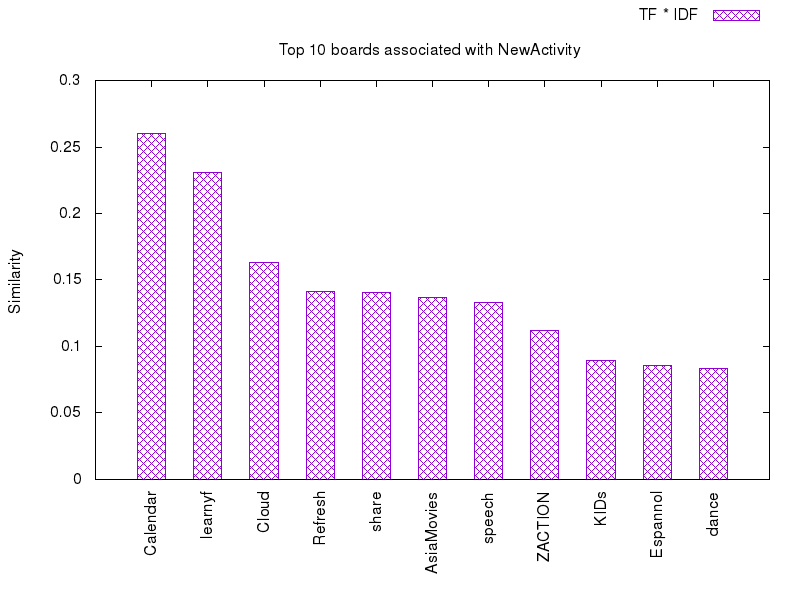 TF * IDF
Top 10 boards associated with NewActivity
0.3
0.25
0.2
0.15
0.1
0.05
0
Similarity
Calendar
learnyf
Cloud
Refresh
share
AsiaMovies
speech
ZACTION
KIDs
Espannol
dance